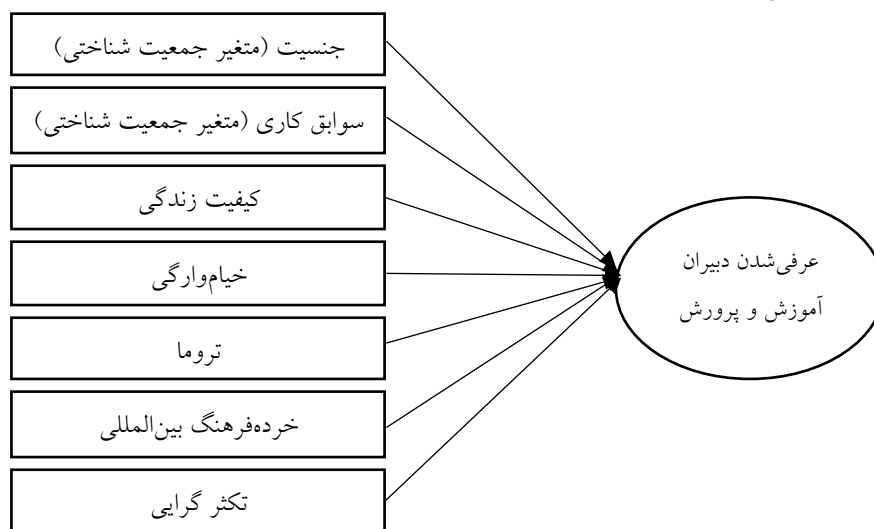 جنسیت (متغیر جمعیت شناختی)
سوابق کاری (متغیر جمعیت شناختی)
کیفیت زندگی
خیام‌وارگی
تروما
خرده‌فرهنگ بین‌المللی
تکثر گرایی
عرفی‌شدن دبیران
آموزش و پرورش